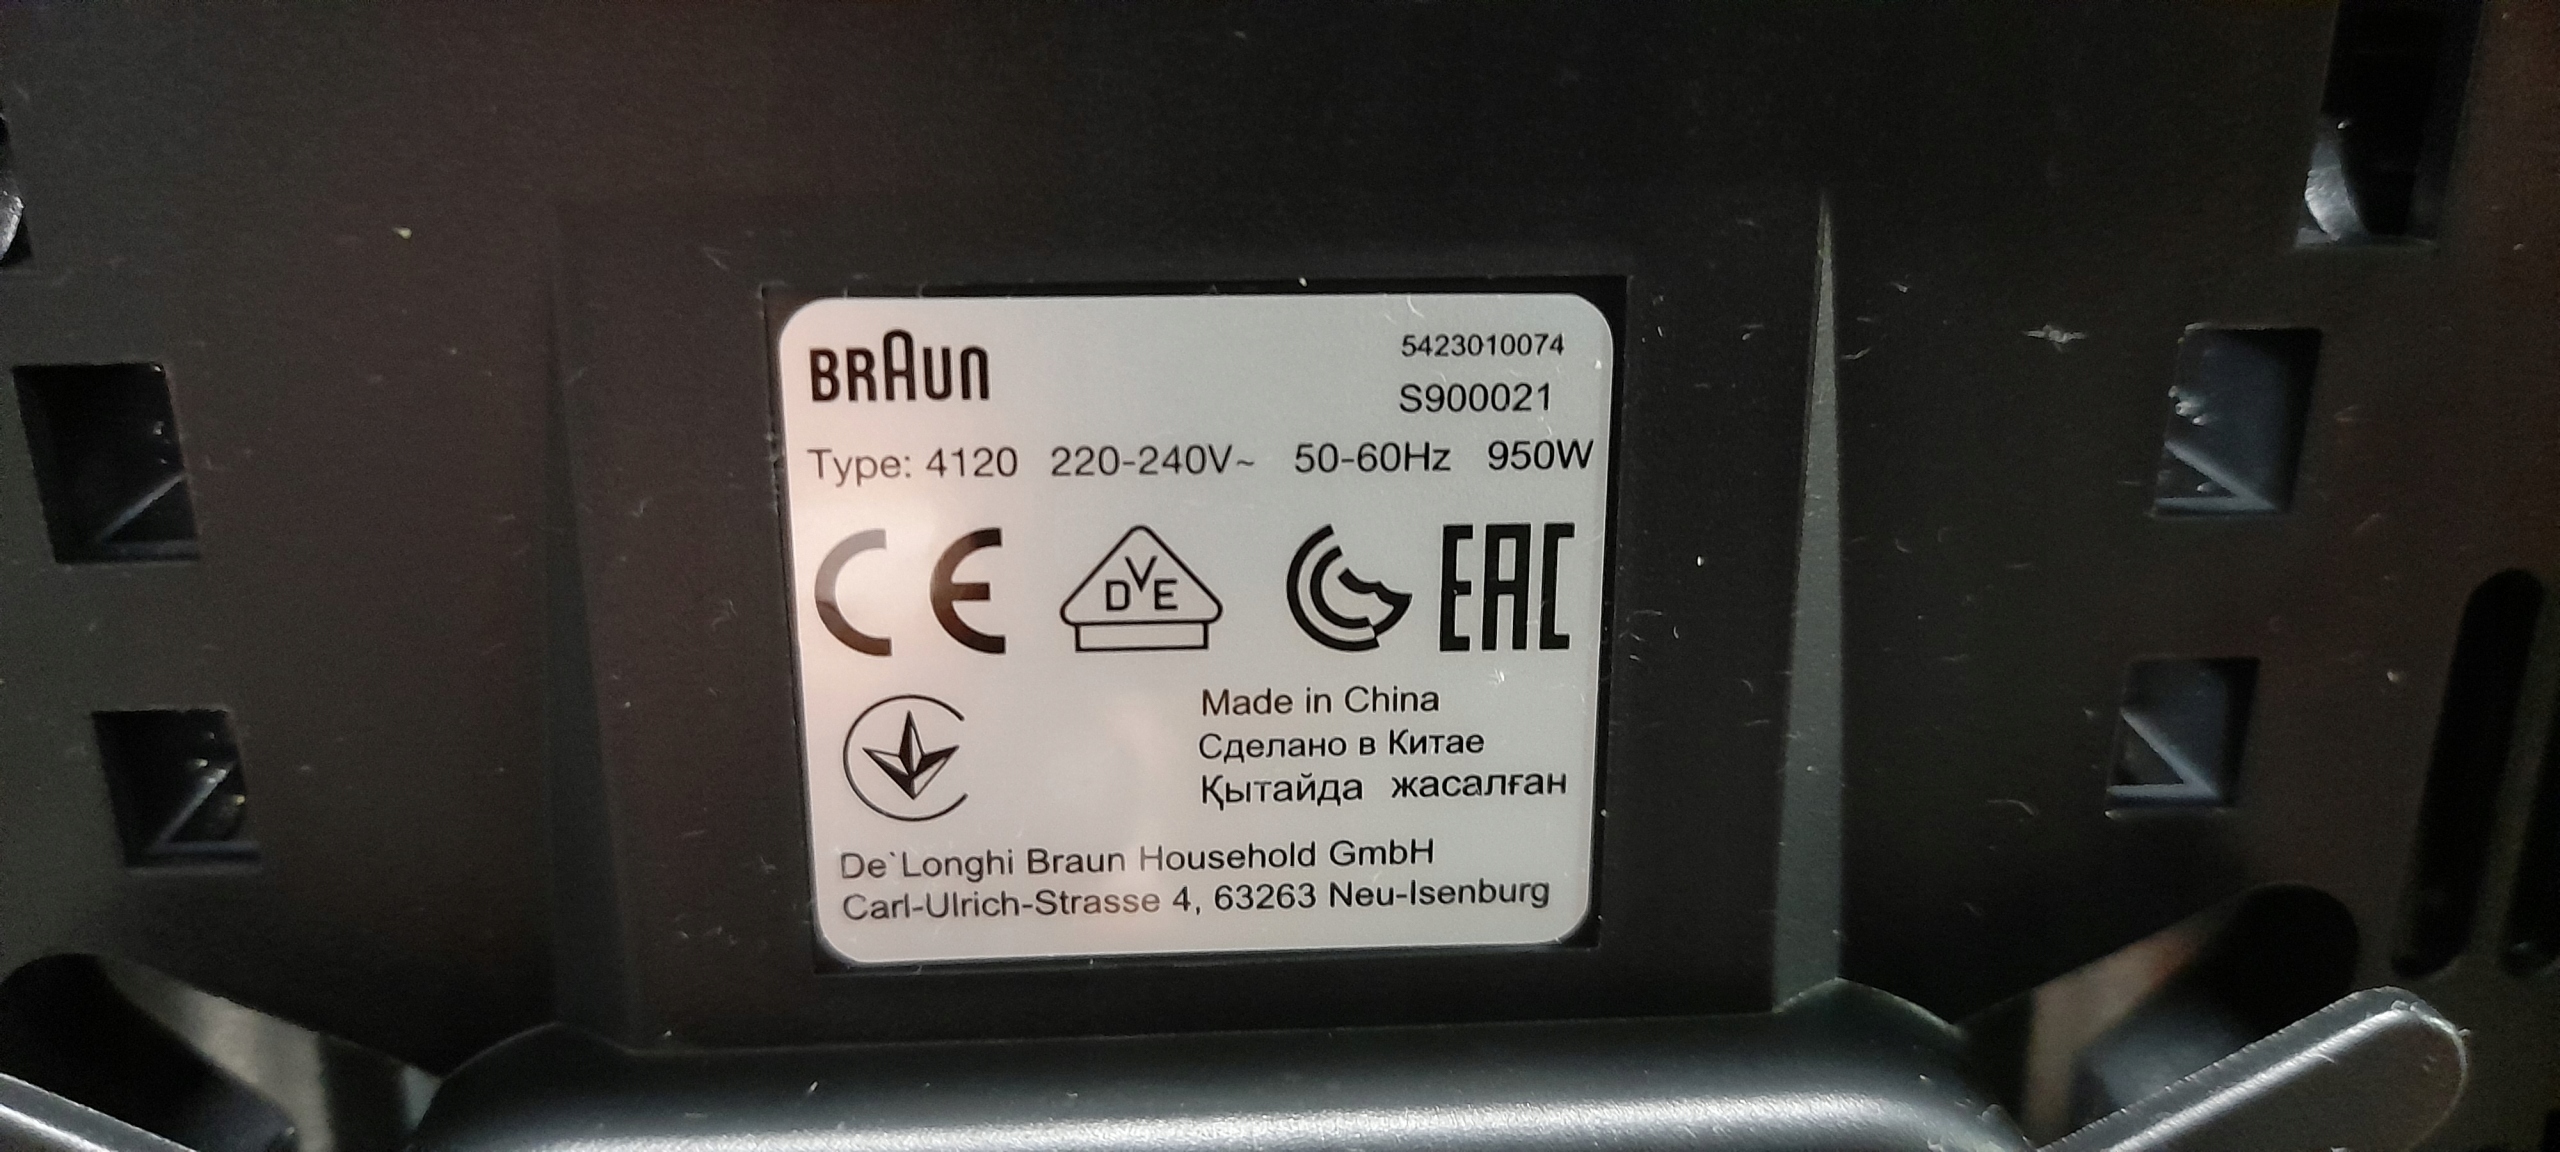 BRAUN
5423010074
S900021
Type: 4120 220-240V~ 50-60Hz 950W
CE DVE EAC
Made in China
Сделано в Китае
Қытайда жасалған
De`Longhi Braun Household GmbH
Carl-Ulrich-Strasse 4, 63263 Neu-Isenburg